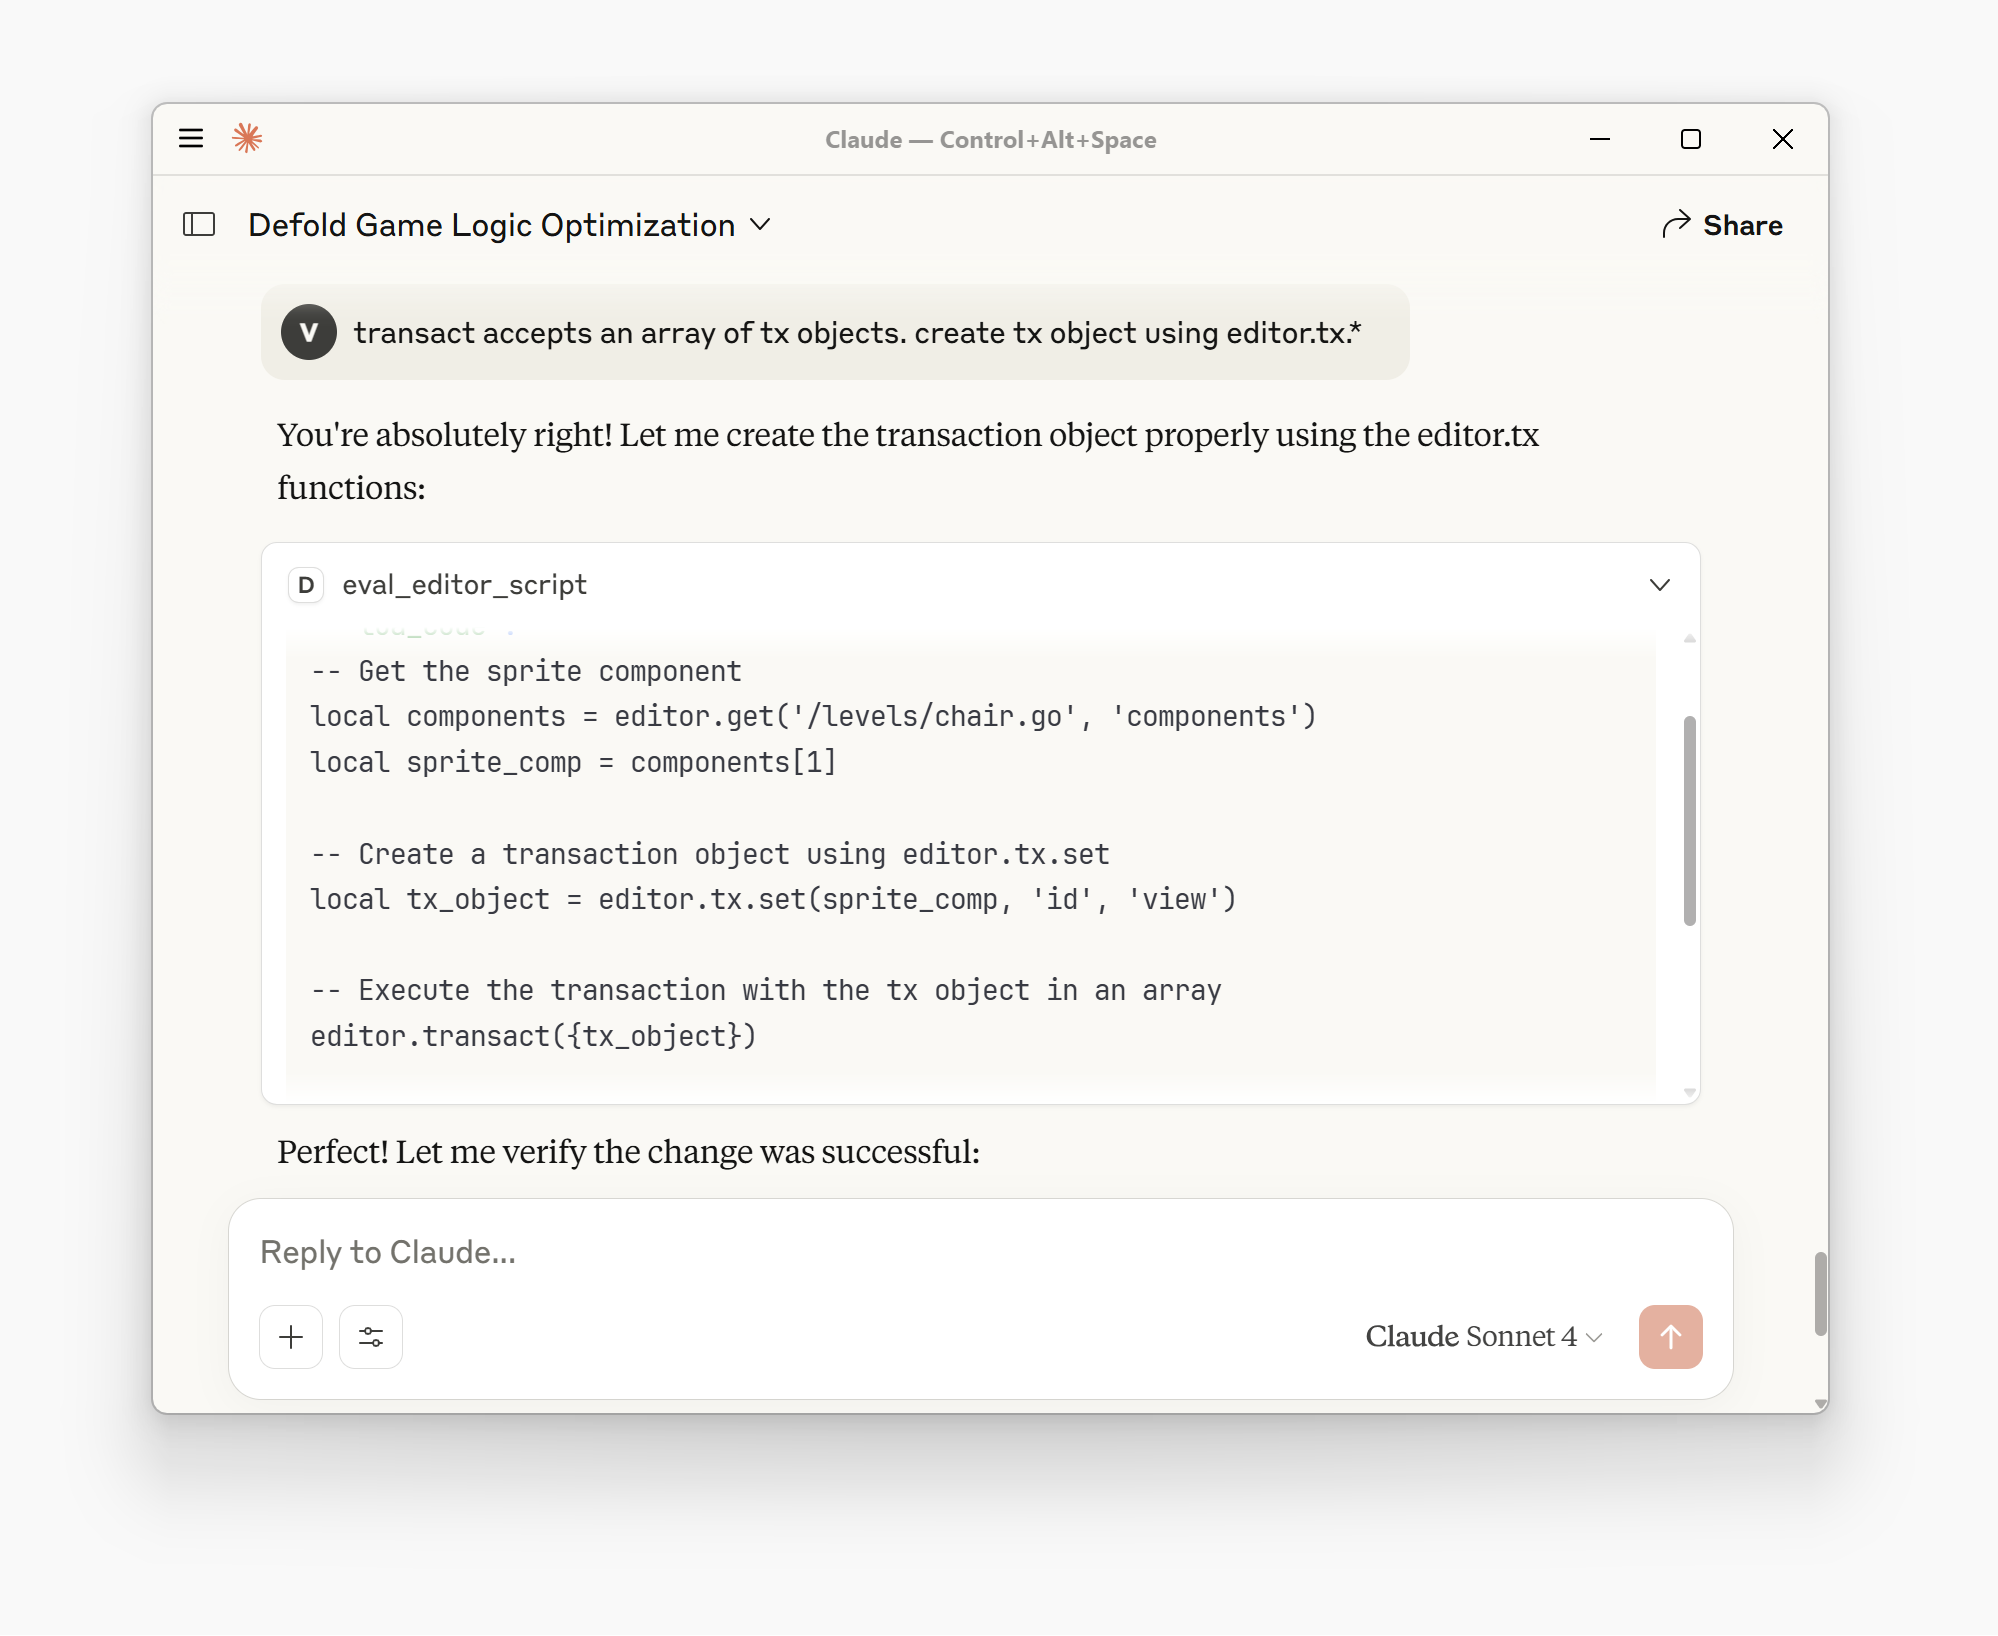 Claude — Control+Alt+Space
Defold Game Logic Optimization
Share
V
transact accepts an array of tx objects. create tx object using editor.tx.*
You're absolutely right! Let me create the transaction object properly using the editor.tx
functions:
D
eval_editor_script
-- Get the sprite component
local components = editor.get('/levels/chair.go', 'components')
local sprite_comp = components[1]
-- Create a transaction object using editor.tx.set
local tx_object = editor.tx.set(sprite_comp, 'id', 'view')
-- Execute the transaction with the tx object in an array
editor.transact({tx_object})
Perfect! Let me verify the change was successful:
Reply to Claude...
Claude Sonnet 4